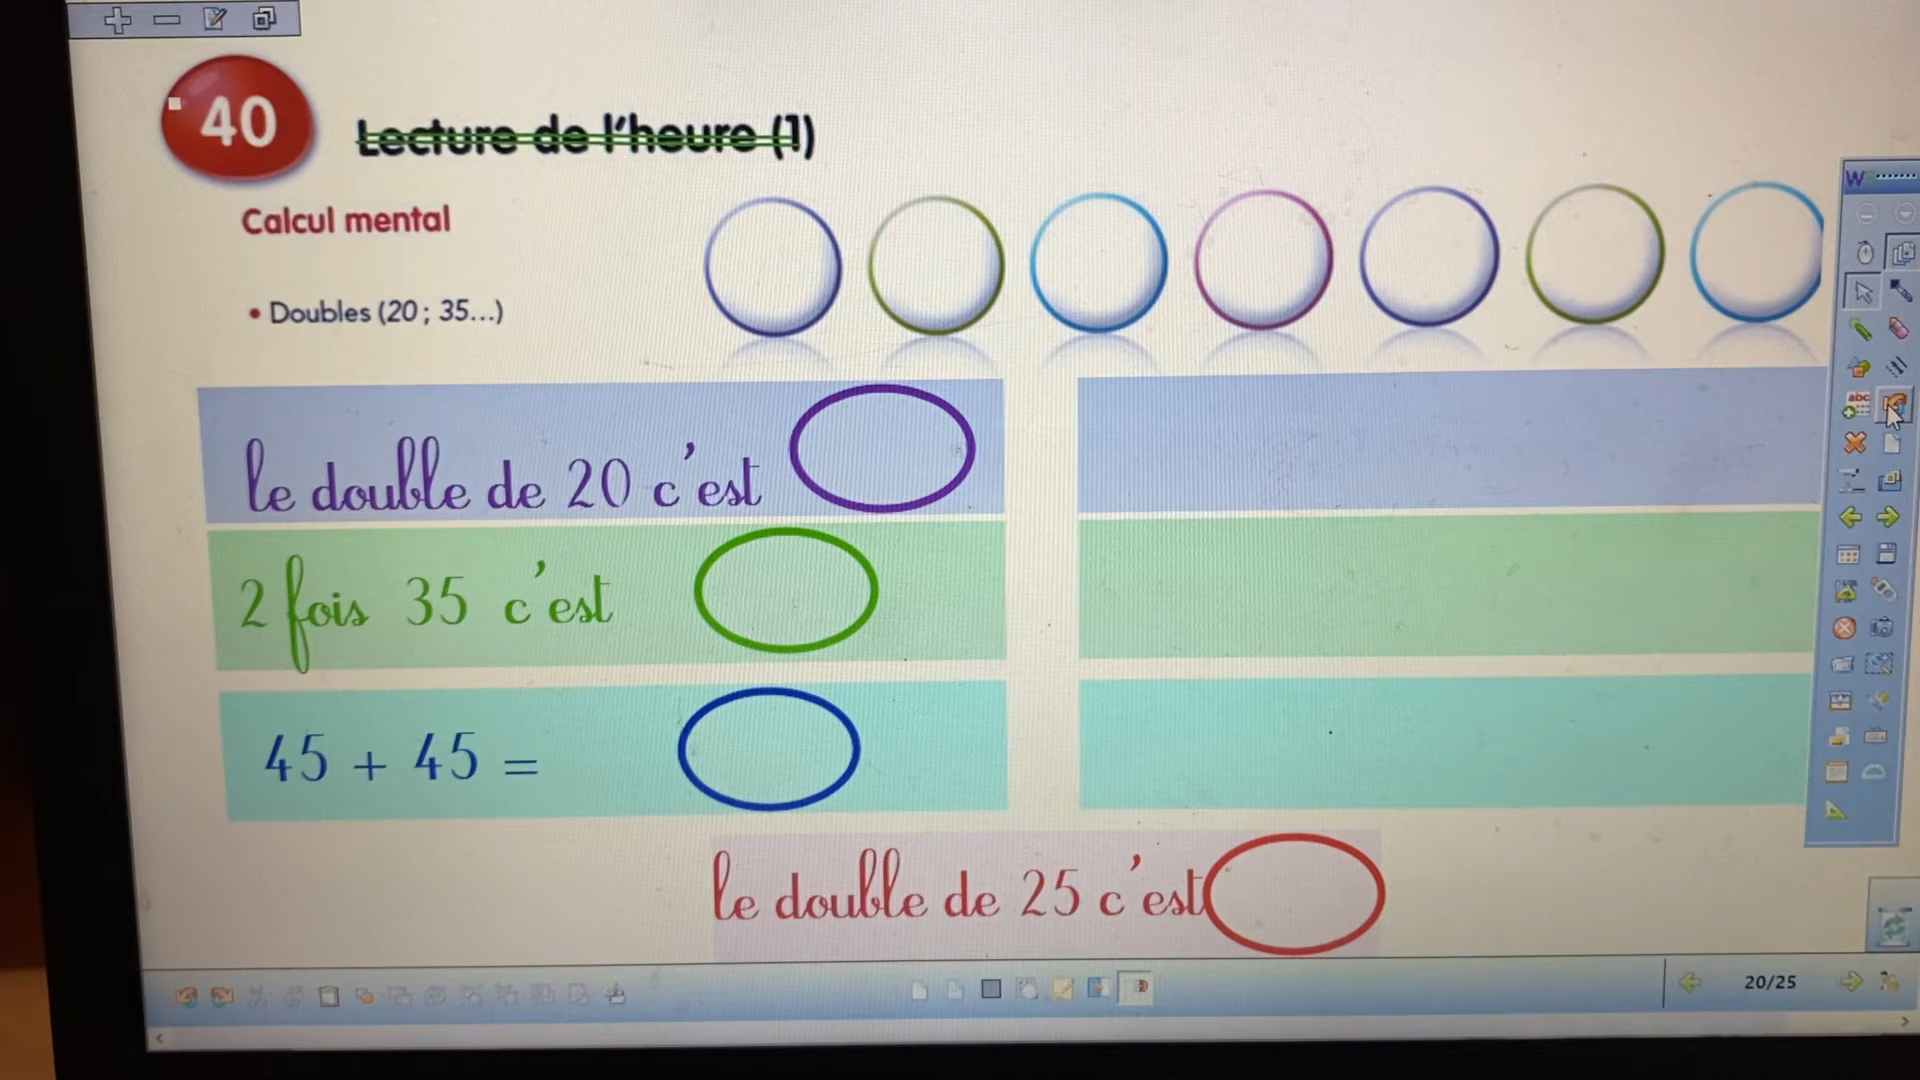 40
Lecture de l'heure (1)
Calcul mental
• Doubles (20 ; 35...)
le double de 20 c'est
2 fois 35 c'est
45 + 45 =
le double de 25 c'est
W
abc
20/25